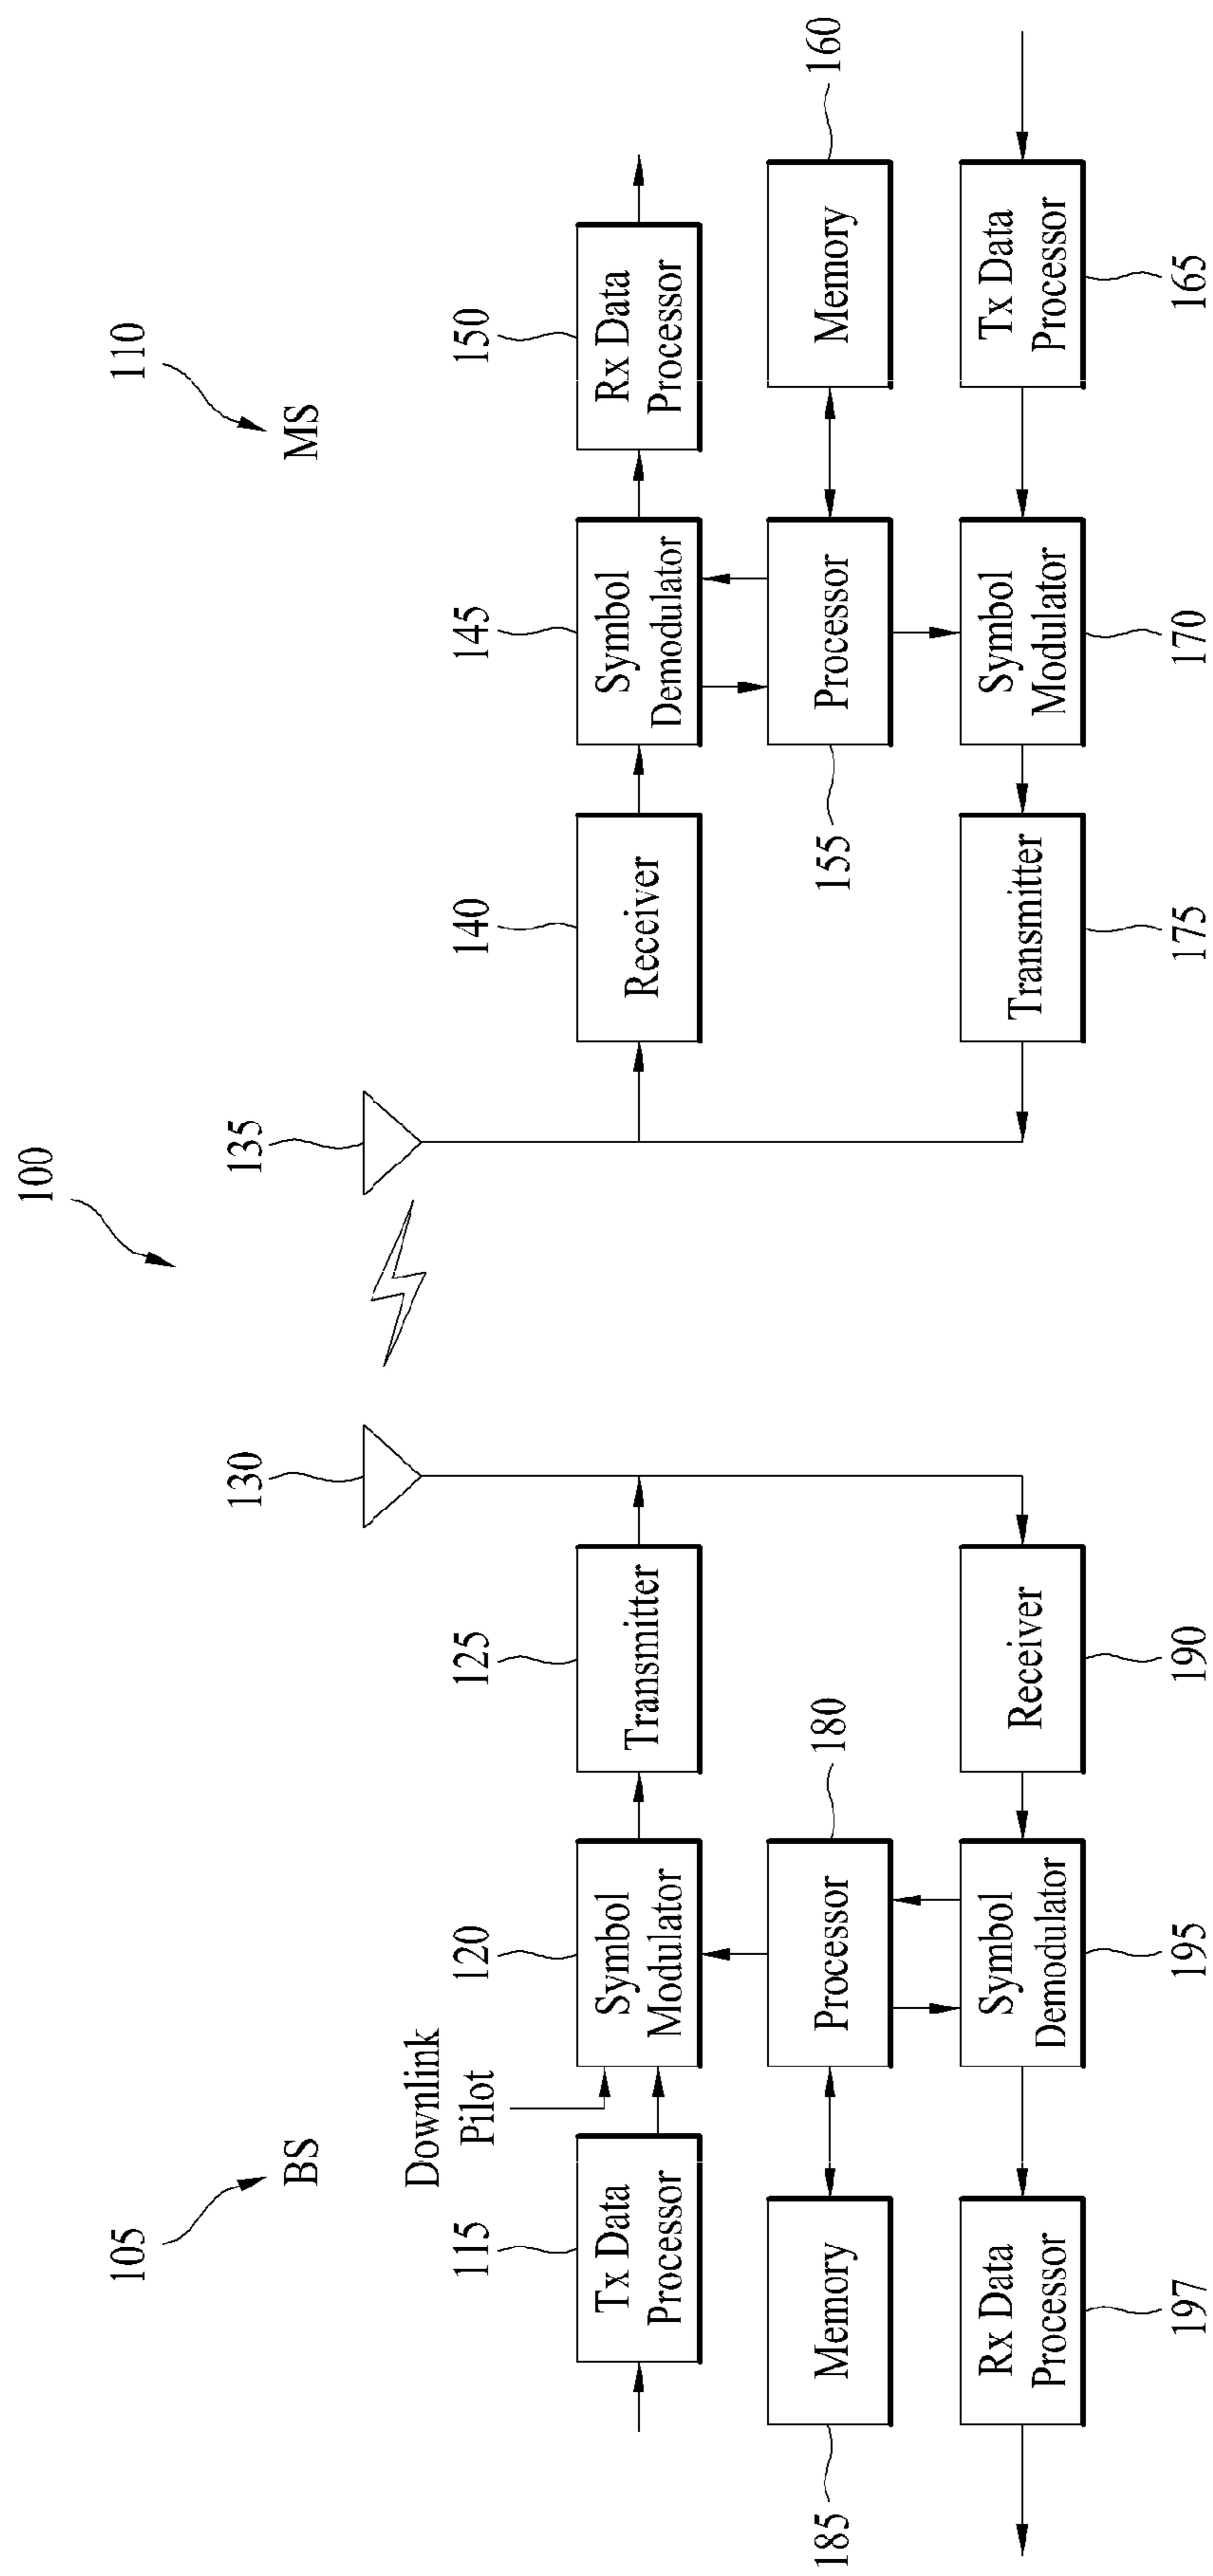 100
105
BS
110
MS
130
135
Downlink
Pilot
115
Tx Data
Processor
120
Symbol
Modulator
125
Transmitter
140
Receiver
145
Symbol
Demodulator
150
Rx Data
Processor
185
Memory
180
Processor
155
Processor
160
Memory
197
Rx Data
Processor
195
Symbol
Demodulator
190
Receiver
175
Transmitter
170
Symbol
Modulator
165
Tx Data
Processor